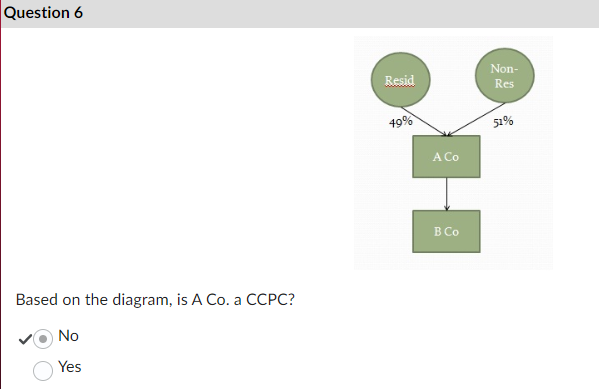 Question 6
Resid
Non-
Res
49%
51%
A Co
B Co
Based on the diagram, is A Co. a CCPC?
No
Yes